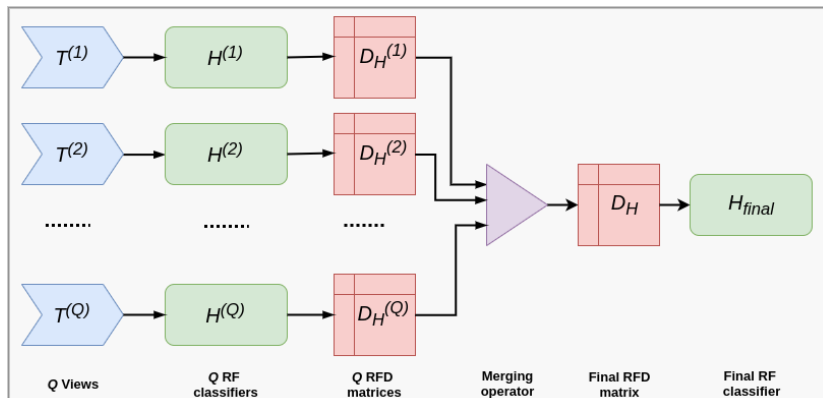 T(1) H(1) DH(1)
T(2) H(2) DH(2)
DH Hfinal
........ ........ .......
T(Q) H(Q) DH(Q)
Q Views Q RF classifiers Q RFD matrices Merging operator Final RFD matrix Final RF classifier